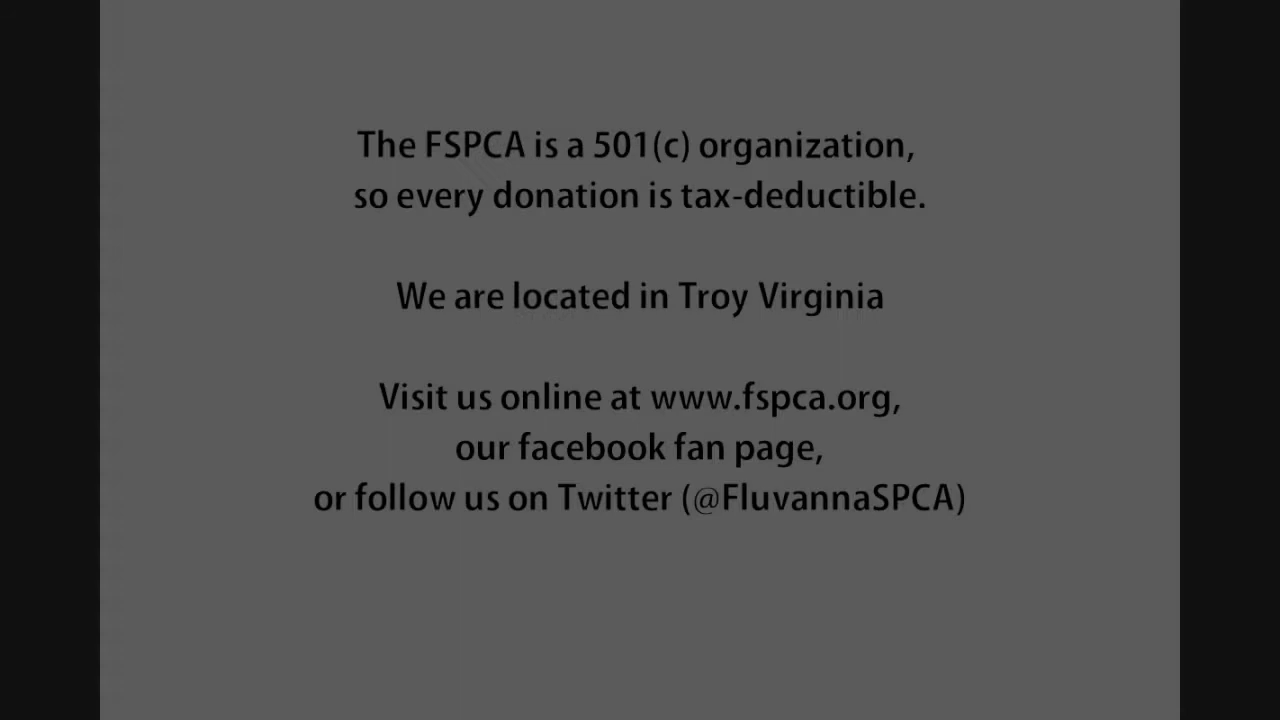 The FSPCA is a 501(c) organization,
so every donation is tax-deductible.
We are located in Troy Virginia
Visit us online at www.fspca.org,
our facebook fan page,
or follow us on Twitter (@FluvannaSPCA)